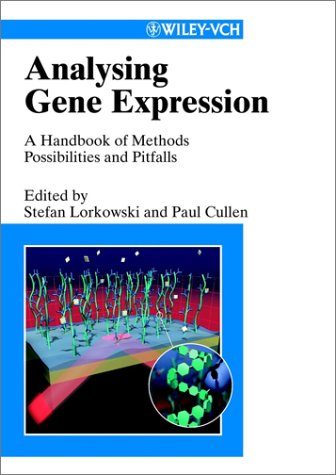 WILEY-VCH
Analysing
Gene Expression
A Handbook of Methods
Possibilities and Pitfalls
Edited by
Stefan Lorkowski and Paul Cullen